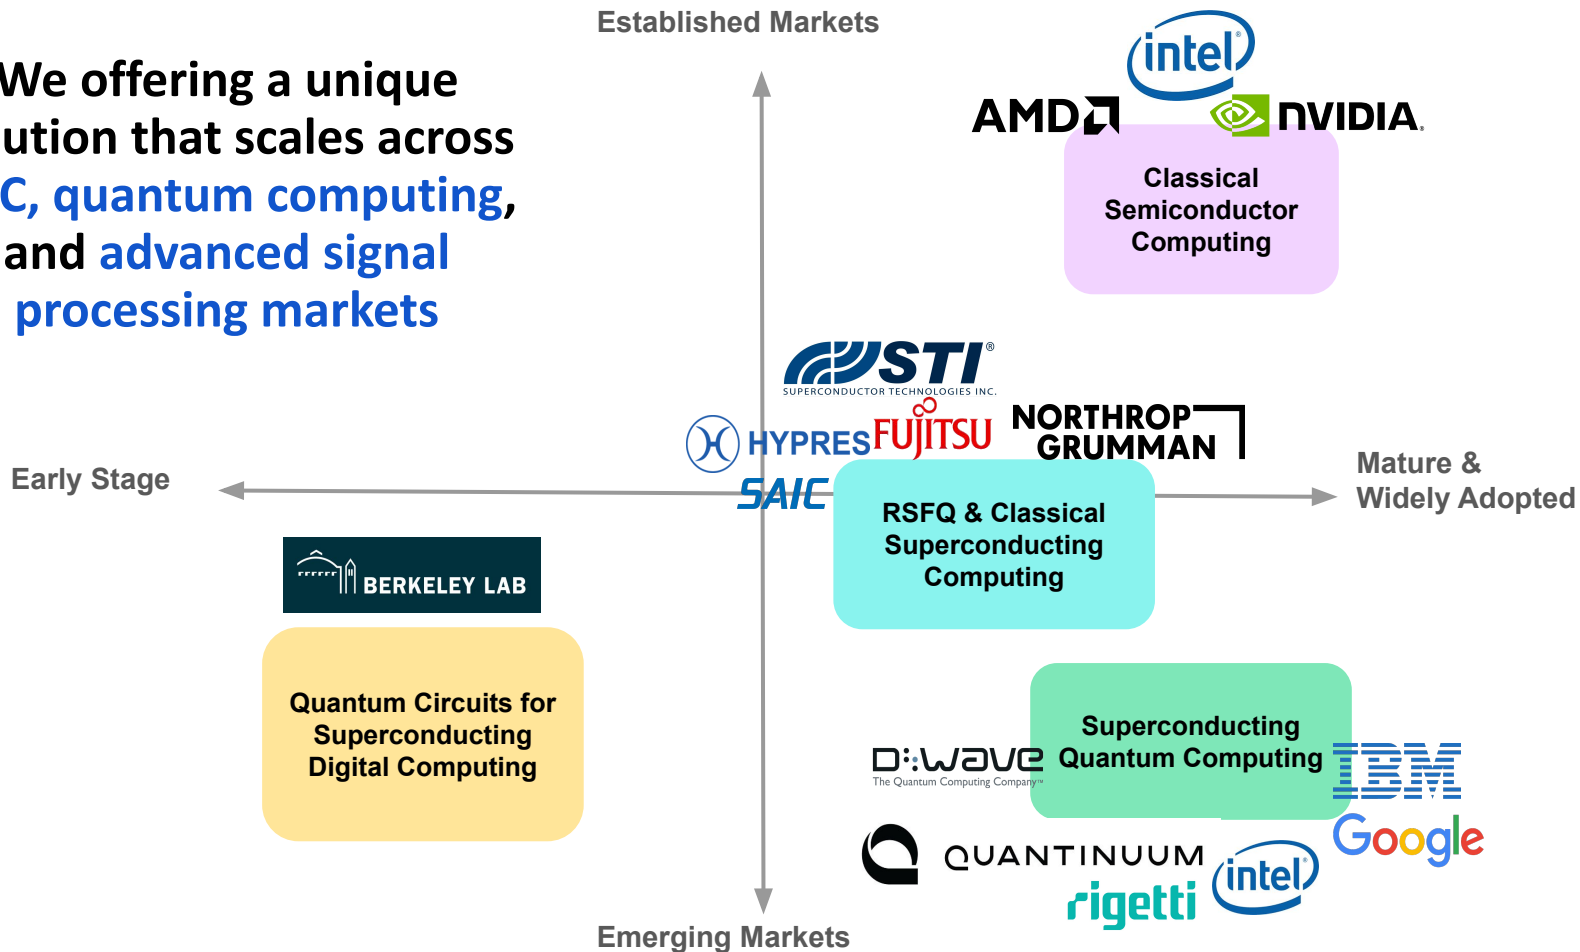 Established Markets
We offering a unique
ution that scales across
C, quantum computing,
and advanced signal
processing markets
intel
AMD
NVIDIA
Classical
Semiconductor
Computing
STI®
SUPERCONDUCTOR TECHNOLOGIES INC.
HYPRES
FUJITSU
NORTHROP
GRUMMAN
SAIC
Early Stage
Mature &
Widely Adopted
RSFQ & Classical
Superconducting
Computing
BERKELEY LAB
Quantum Circuits for
Superconducting
Digital Computing
Superconducting
Quantum Computing
D:wave
The Quantum Computing Company™
IBM
Google
QUANTINUUM
rigetti
intel
Emerging Markets